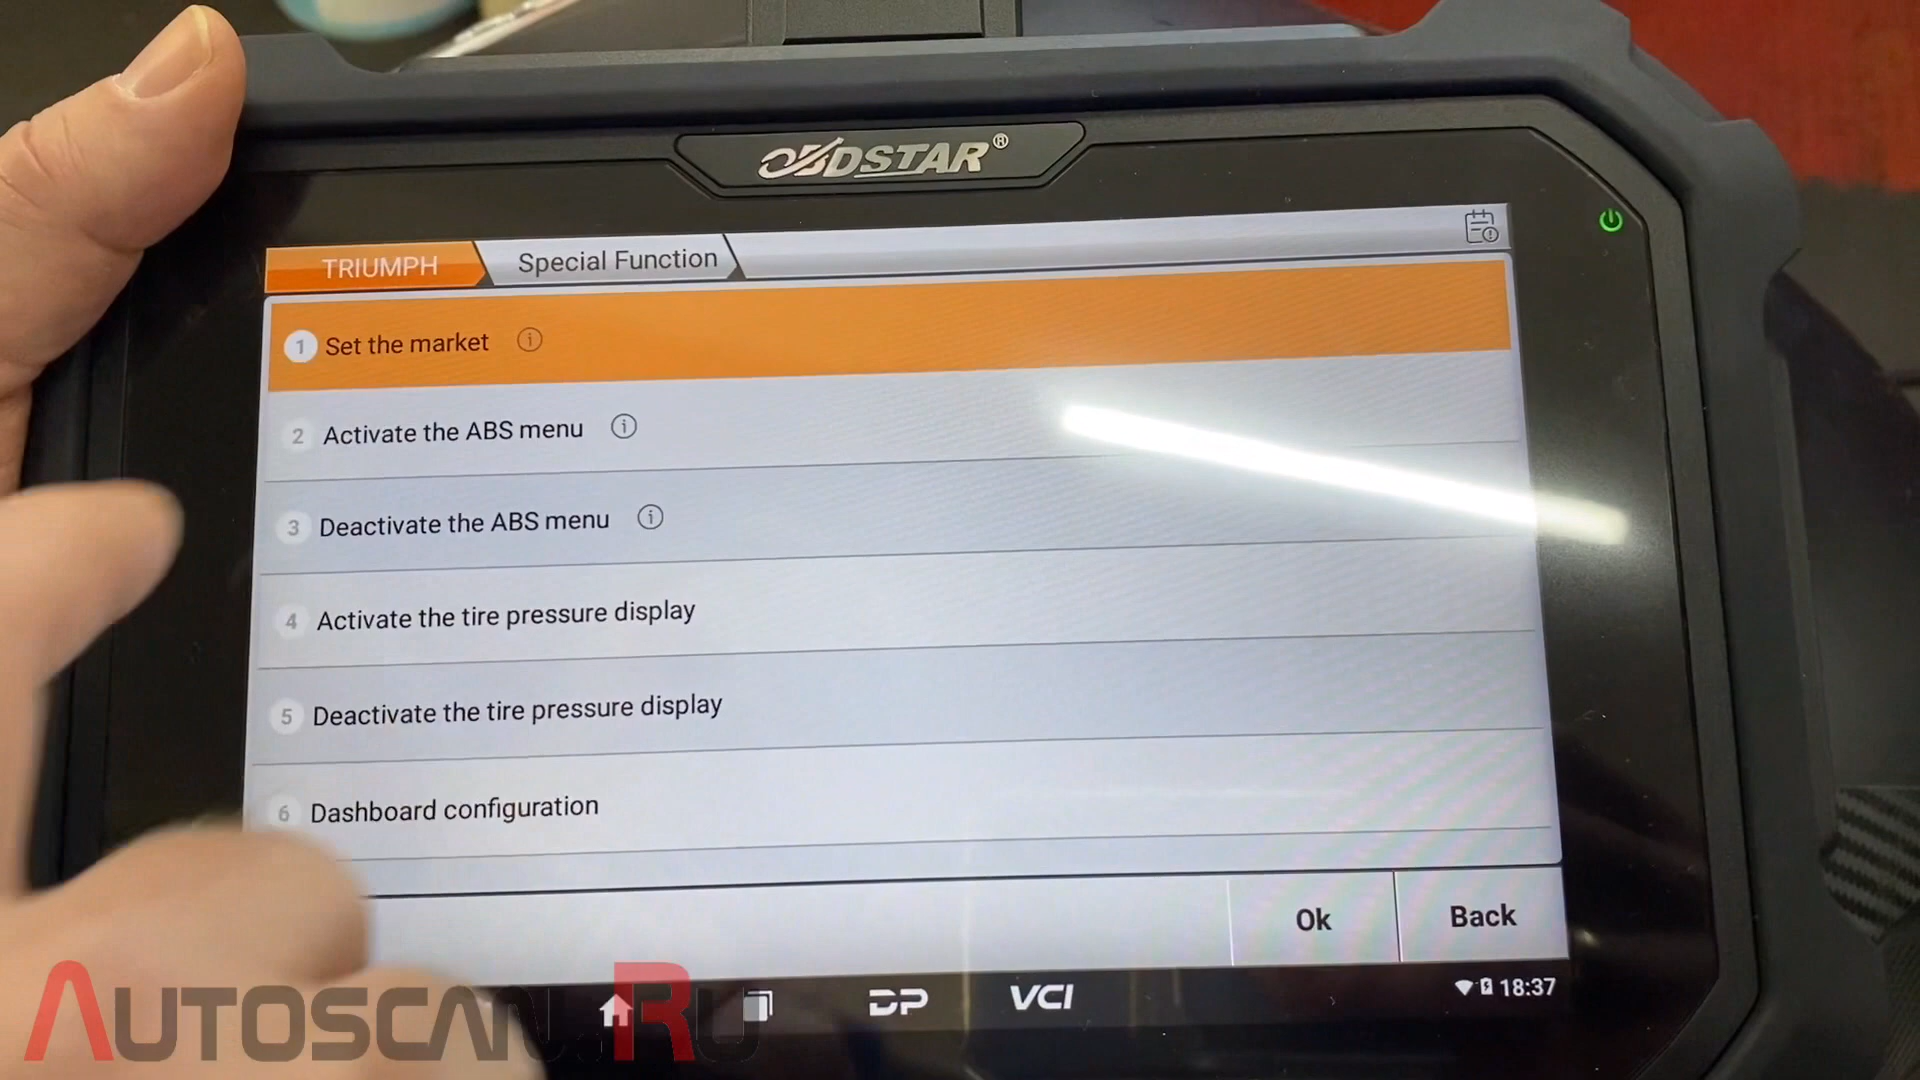 OBDSTAR®
TRIUMPH
Special Function
1 Set the market
2 Activate the ABS menu
3 Deactivate the ABS menu
4 Activate the tire pressure display
5 Deactivate the tire pressure display
6 Dashboard configuration
Ok
Back
DP
VCI
18:37
AUTOSCAN.RU